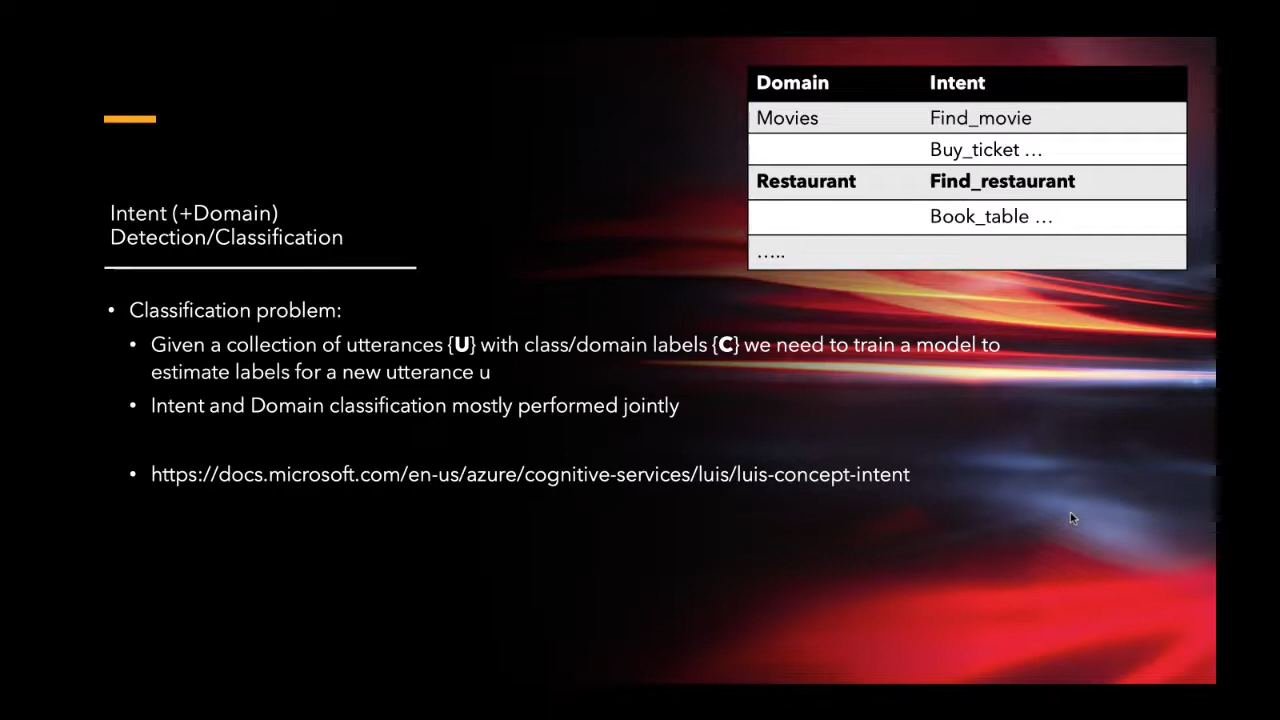 Domain Intent
Movies Find_movie
Buy_ticket …
Restaurant Find_restaurant
Book_table …
…..
Intent (+Domain)
Detection/Classification
• Classification problem:
• Given a collection of utterances {U} with class/domain labels {C} we need to train a model to
estimate labels for a new utterance u
• Intent and Domain classification mostly performed jointly
• https://docs.microsoft.com/en-us/azure/cognitive-services/luis/luis-concept-intent